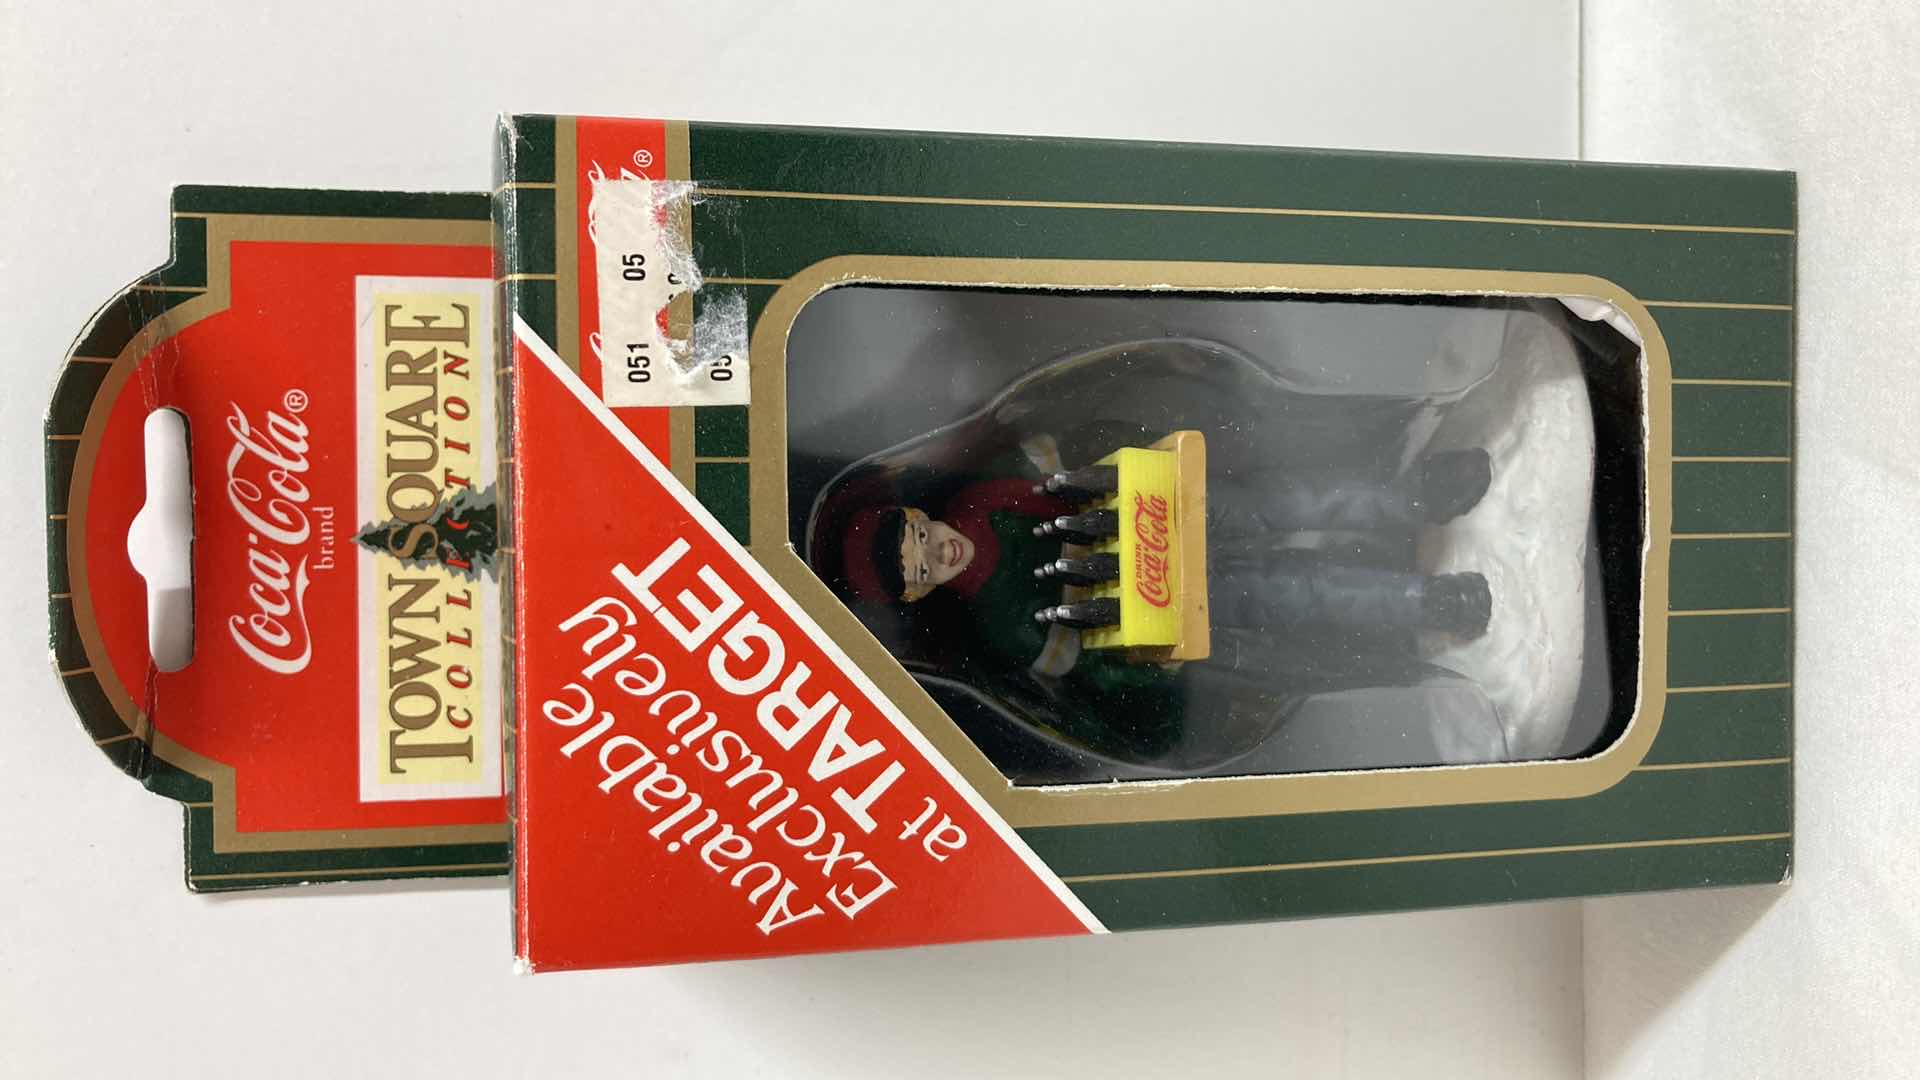 Coca-Cola®
brand
TOWN SQUARE
COLLECTION
Available
Exclusively
at TARGET
®
051 05
DRINK
Coca-Cola